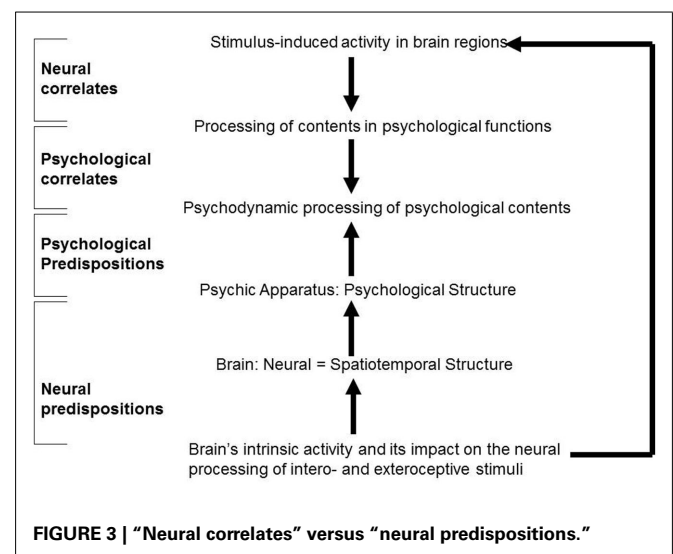 Stimulus-induced activity in brain regions
Neural
correlates
Processing of contents in psychological functions
Psychological
correlates
Psychodynamic processing of psychological contents
Psychological
Predispositions
Psychic Apparatus: Psychological Structure
Brain: Neural = Spatiotemporal Structure
Neural
predispositions
Brain's intrinsic activity and its impact on the neural
processing of intero- and exteroceptive stimuli
FIGURE 3 | “Neural correlates” versus “neural predispositions.”